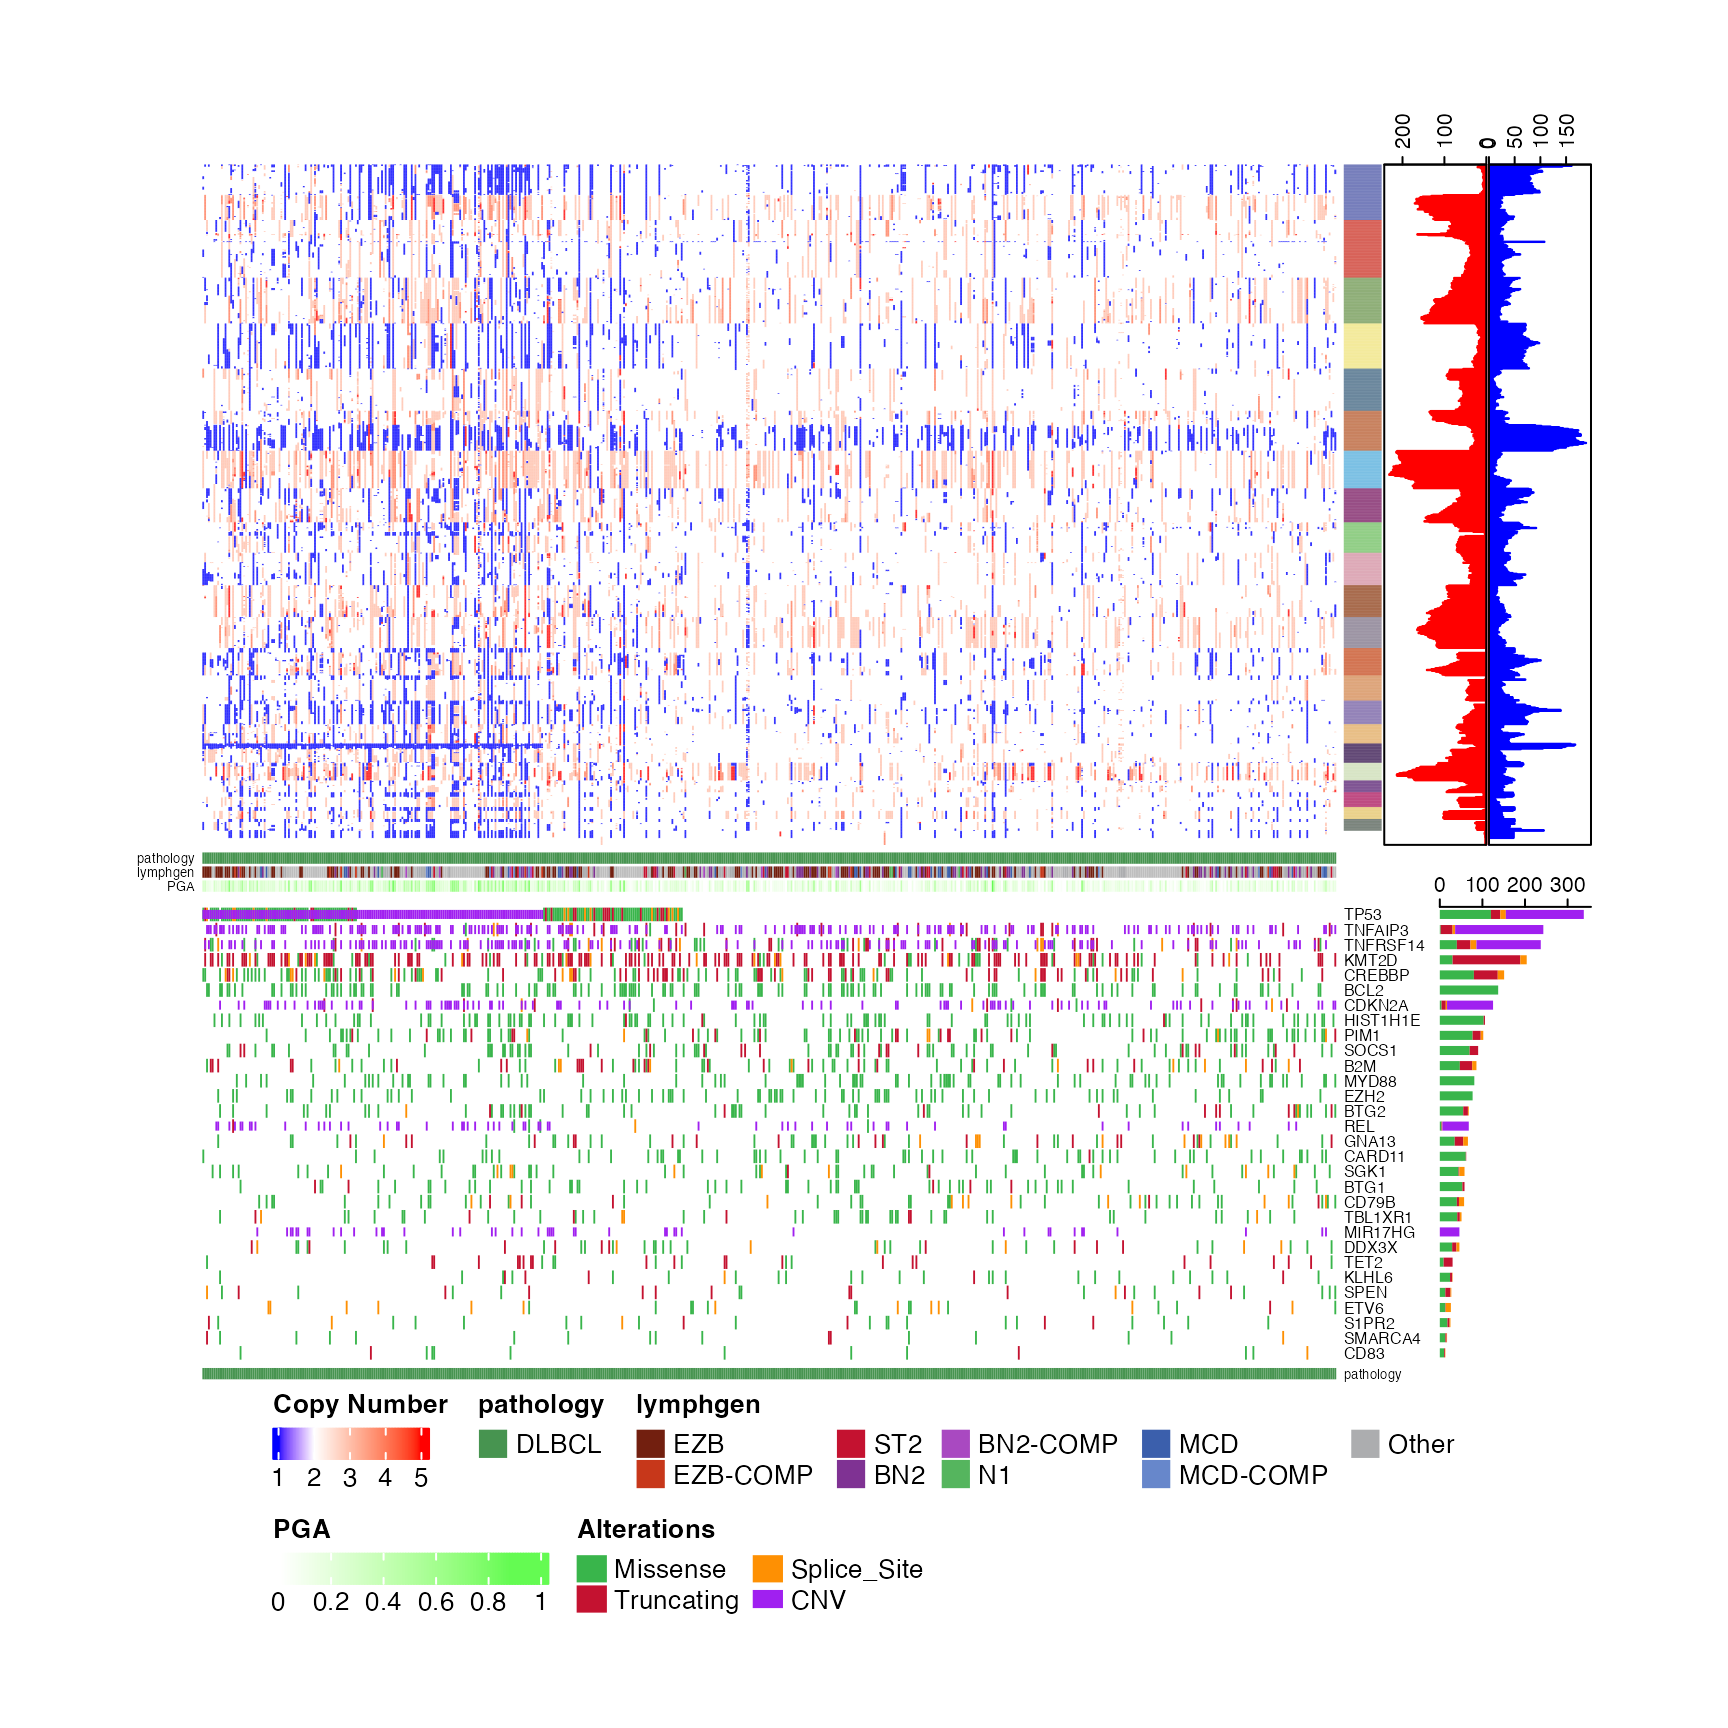 200 100 0 0 50 100 150
pathology
lymphgen
PGA
0 100 200 300
TP53
TNFAIP3
TNFRSF14
KMT2D
CREBBP
BCL2
CDKN2A
HIST1H1E
PIM1
SOCS1
B2M
MYD88
EZH2
BTG2
REL
GNA13
CARD11
SGK1
BTG1
CD79B
TBL1XR1
MIR17HG
DDX3X
TET2
KLHL6
SPEN
ETV6
S1PR2
SMARCA4
CD83
pathology
Copy Number pathology lymphgen
DLBCL EZB ST2 BN2-COMP MCD Other
1 2 3 4 5 EZB-COMP BN2 N1 MCD-COMP
PGA Alterations
Missense Splice_Site
0 0.2 0.4 0.6 0.8 1 Truncating CNV